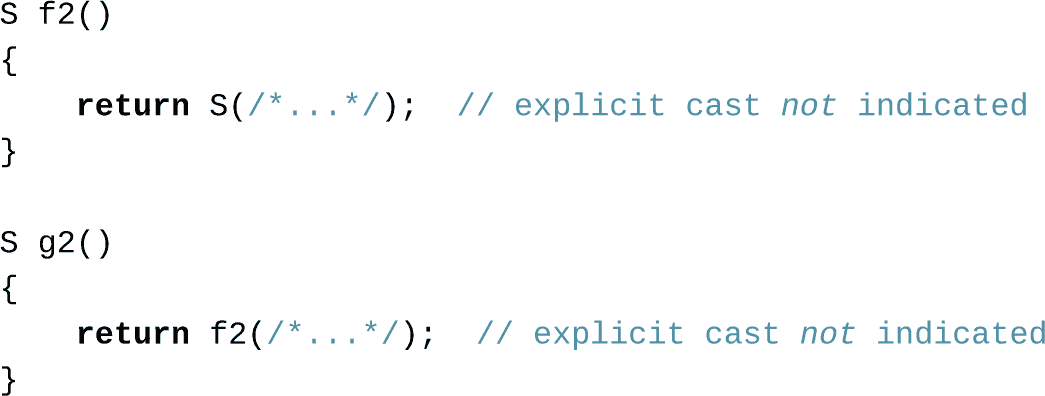 S f2()
{
    return S(/*...*/);  // explicit cast not indicated
}

S g2()
{
    return f2(/*...*/);  // explicit cast not indicated
}